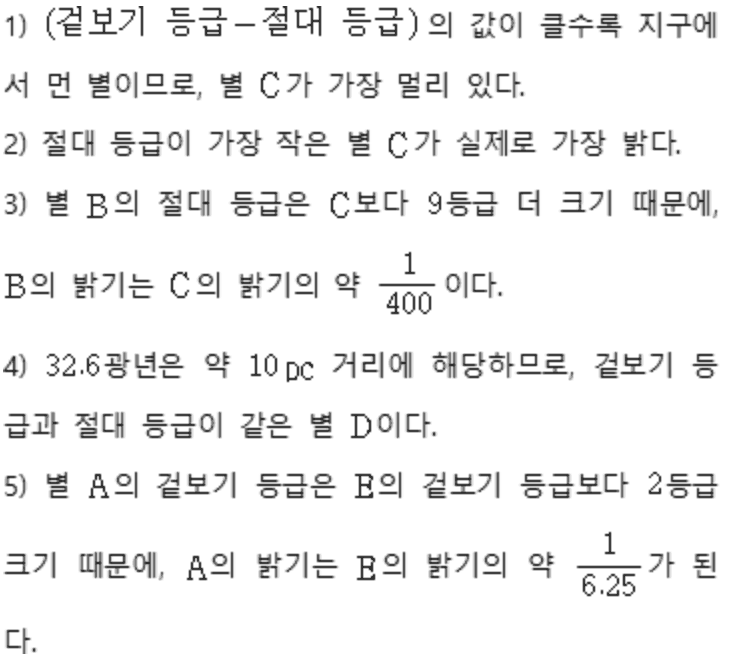 1) (겉보기 등급-절대 등급)의 값이 클수록 지구에
서 먼 별이므로, 별 C가 가장 멀리 있다.
2) 절대 등급이 가장 작은 별 C가 실제로 가장 밝다.
3) 별 B의 절대 등급은 C보다 9등급 더 크기 때문에,
B의 밝기는 C의 밝기의 약 1/400 이다.
4) 32.6광년은 약 10pc 거리에 해당하므로, 겉보기 등
급과 절대 등급이 같은 별 D이다.
5) 별 A의 겉보기 등급은 E의 겉보기 등급보다 2등급
크기 때문에, A의 밝기는 E의 밝기의 약 1/6.25 가 된
다.